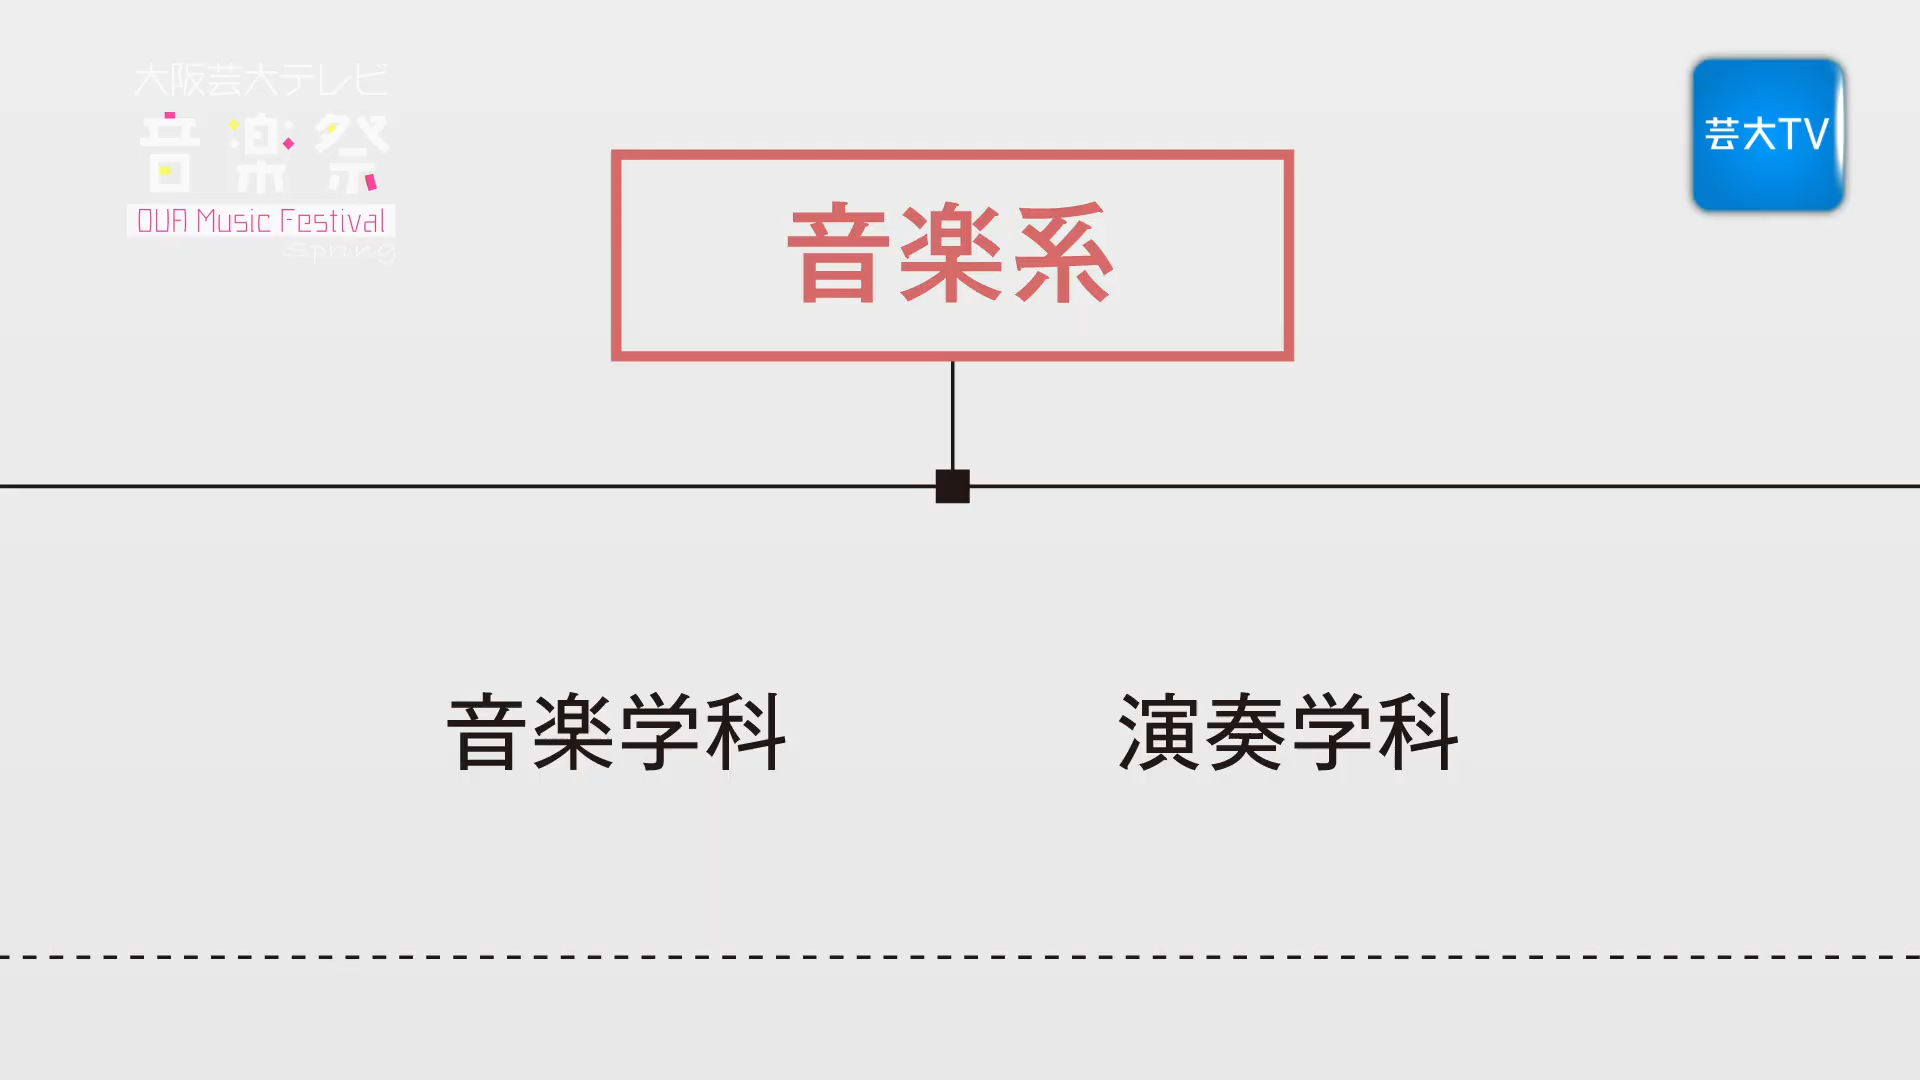 大阪芸大テレビ
音楽祭
OUA Music Festival
Spring
芸大TV
音楽系
音楽学科
演奏学科